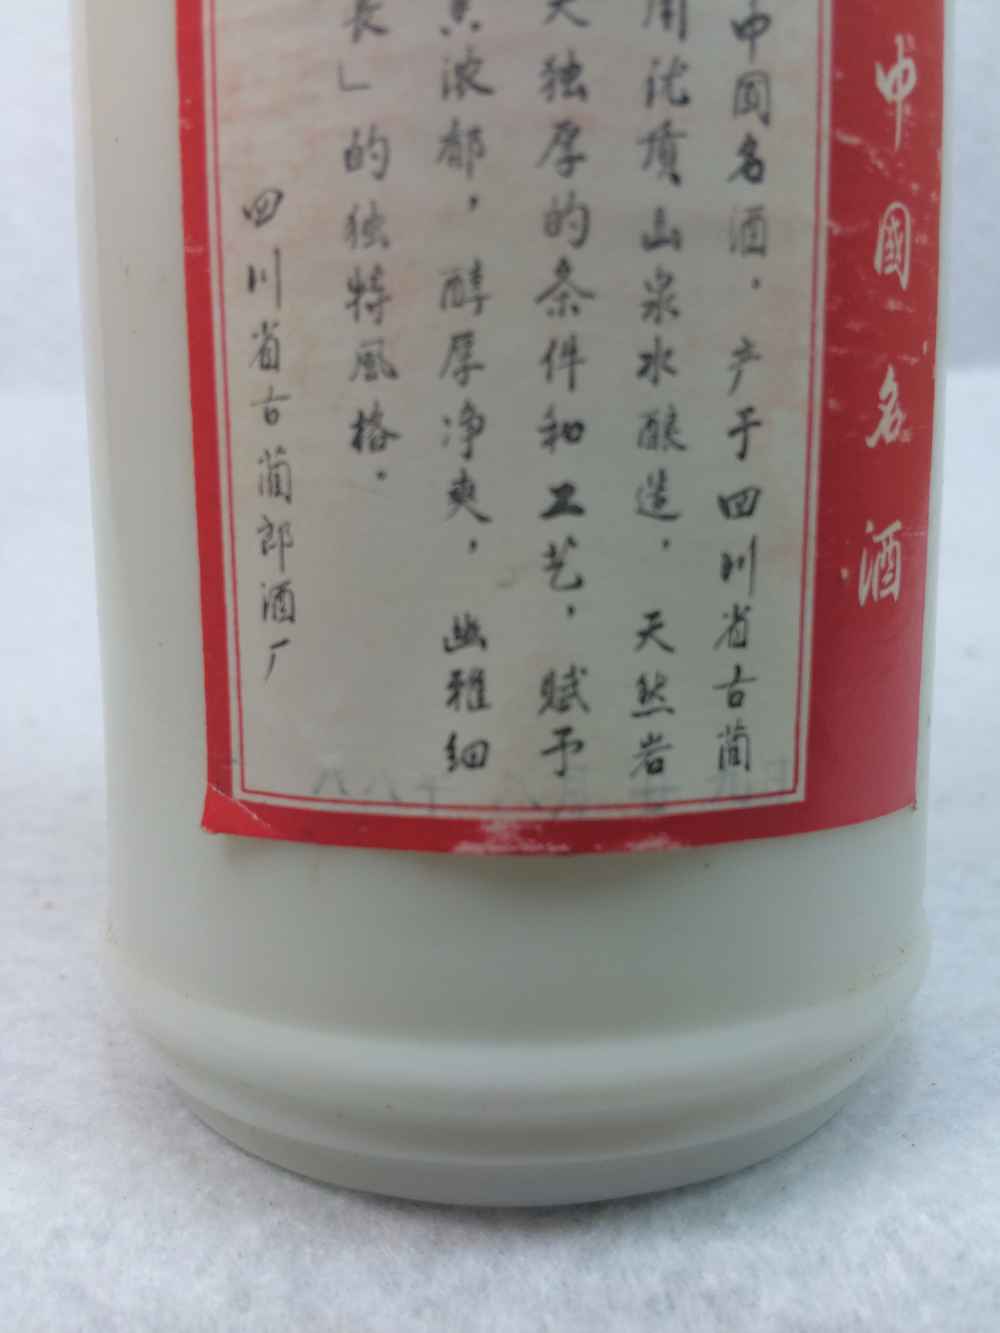 中國名酒
中国名酒，产于四川省古蔺
用优质山泉水酿造，天然岩
天独厚的条件和工艺，赋予
浓郁，醇厚净爽，幽雅细
长」的独特风格。
四川省古蔺郎酒厂